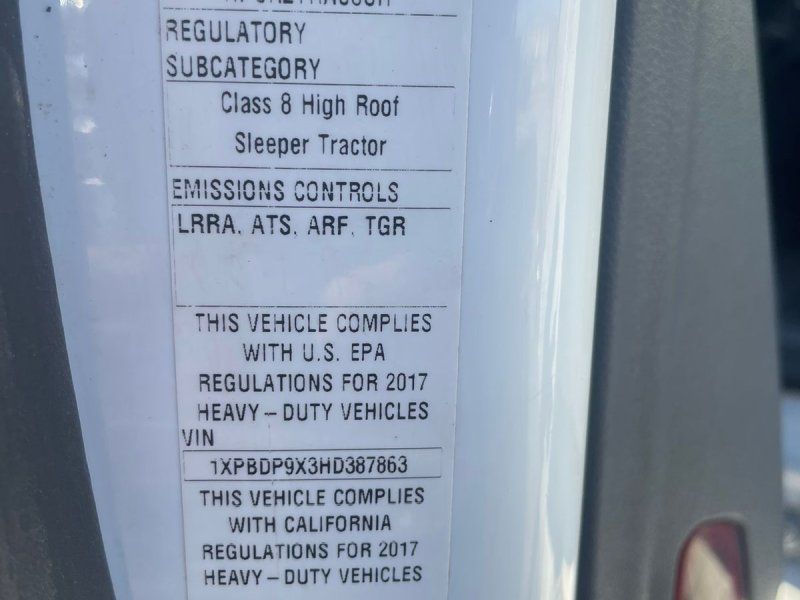 REGULATORY
SUBCATEGORY
Class 8 High Roof
Sleeper Tractor
EMISSIONS CONTROLS
LRRA, ATS, ARF, TGR
THIS VEHICLE COMPLIES
WITH U.S. EPA
REGULATIONS FOR 2017
HEAVY-DUTY VEHICLES
VIN
1XPBDP9X3HD387863
THIS VEHICLE COMPLIES
WITH CALIFORNIA
REGULATIONS FOR 2017
HEAVY-DUTY VEHICLES